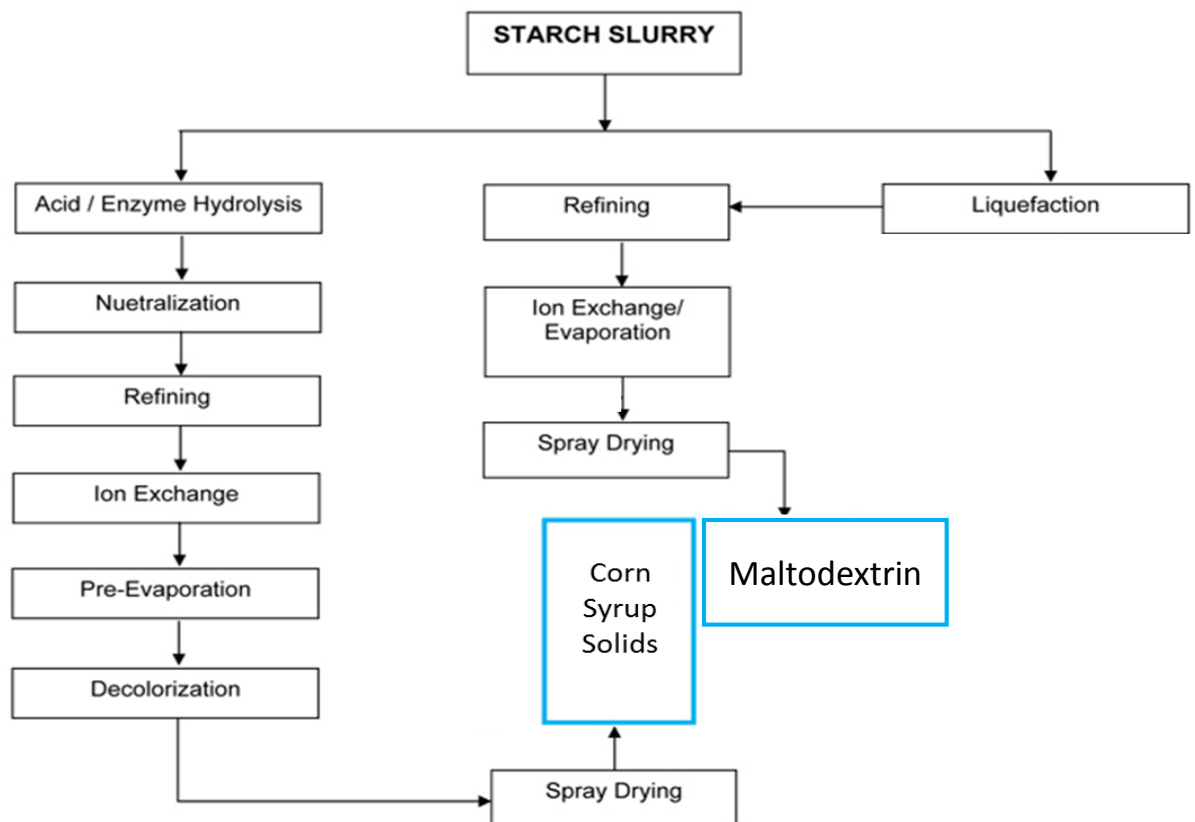 STARCH SLURRY
Acid / Enzyme Hydrolysis
Nuetralization
Refining
Ion Exchange
Pre-Evaporation
Decolorization
Spray Drying
Corn
Syrup
Solids
Liquefaction
Refining
Ion Exchange/
Evaporation
Spray Drying
Maltodextrin